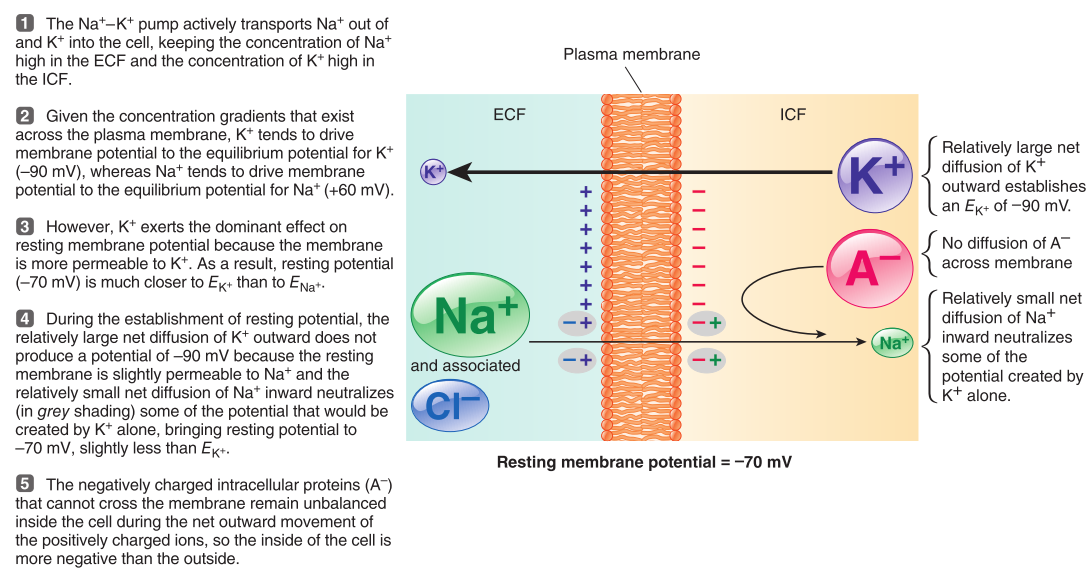 1 The Na⁺–K⁺ pump actively transports Na⁺ out of
and K⁺ into the cell, keeping the concentration of Na⁺
high in the ECF and the concentration of K⁺ high in
the ICF.
2 Given the concentration gradients that exist
across the plasma membrane, K⁺ tends to drive
membrane potential to the equilibrium potential for K⁺
(–90 mV), whereas Na⁺ tends to drive membrane
potential to the equilibrium potential for Na⁺ (+60 mV).
3 However, K⁺ exerts the dominant effect on
resting membrane potential because the membrane
is more permeable to K⁺. As a result, resting potential
(–70 mV) is much closer to E_K⁺ than to E_Na⁺.
4 During the establishment of resting potential, the
relatively large net diffusion of K⁺ outward does not
produce a potential of –90 mV because the resting
membrane is slightly permeable to Na⁺ and the
relatively small net diffusion of Na⁺ inward neutralizes
(in grey shading) some of the potential that would be
created by K⁺ alone, bringing resting potential to
–70 mV, slightly less than E_K⁺.
5 The negatively charged intracellular proteins (A⁻)
that cannot cross the membrane remain unbalanced
inside the cell during the net outward movement of
the positively charged ions, so the inside of the cell is
more negative than the outside.
Plasma membrane
ECF
ICF
K⁺
K⁺
Relatively large net
diffusion of K⁺
outward establishes
an E_K⁺ of –90 mV.
+ –
+ –
+ –
+ –
+ –
+ –
+ –
A⁻
No diffusion of A⁻
across membrane
Na⁺
– + – +
Na⁺
– + – +
and associated
Cl⁻
Relatively small net
diffusion of Na⁺
inward neutralizes
some of the
potential created by
K⁺ alone.
Resting membrane potential = –70 mV